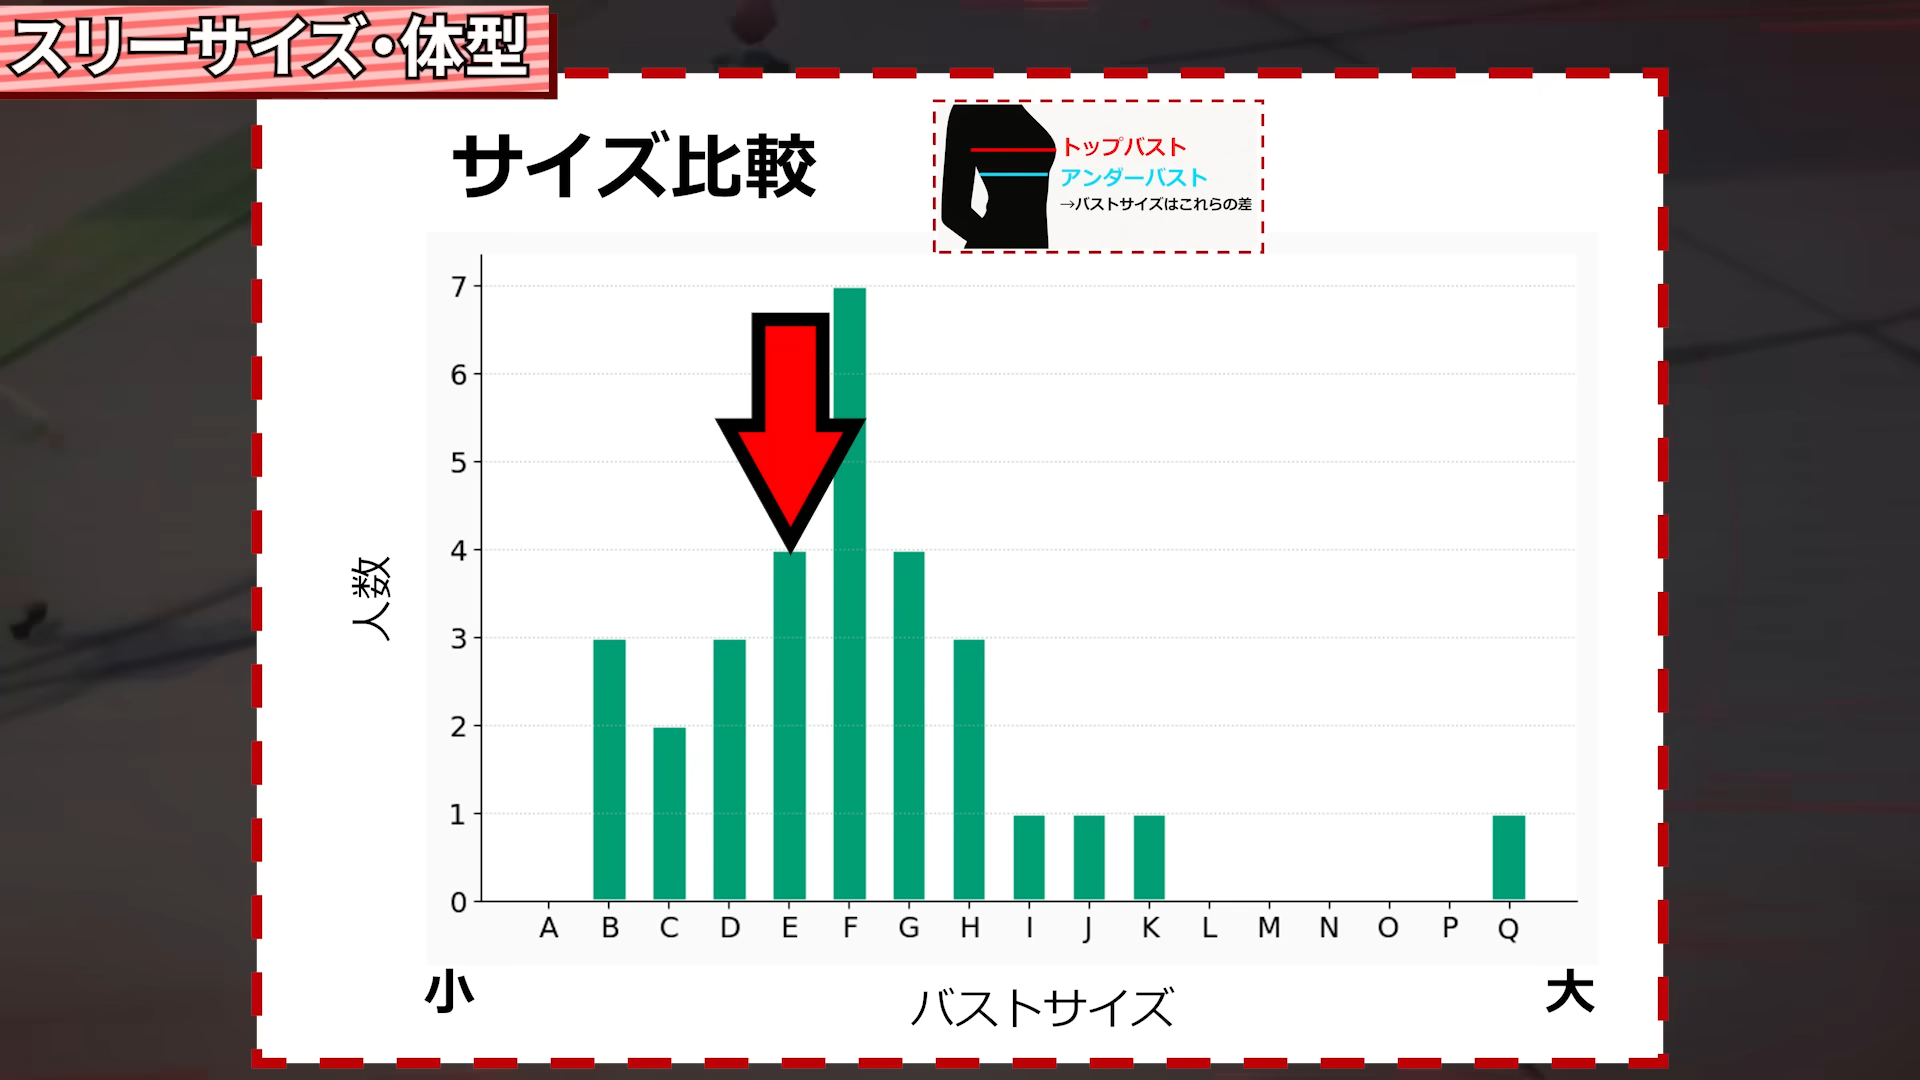 スリーサイズ・体型
サイズ比較
トップバスト
アンダーバスト
→バストサイズはこれらの差
人数
7
6
5
4
3
2
1
0
A B C D E F G H I J K L M N O P Q
小
バストサイズ
大